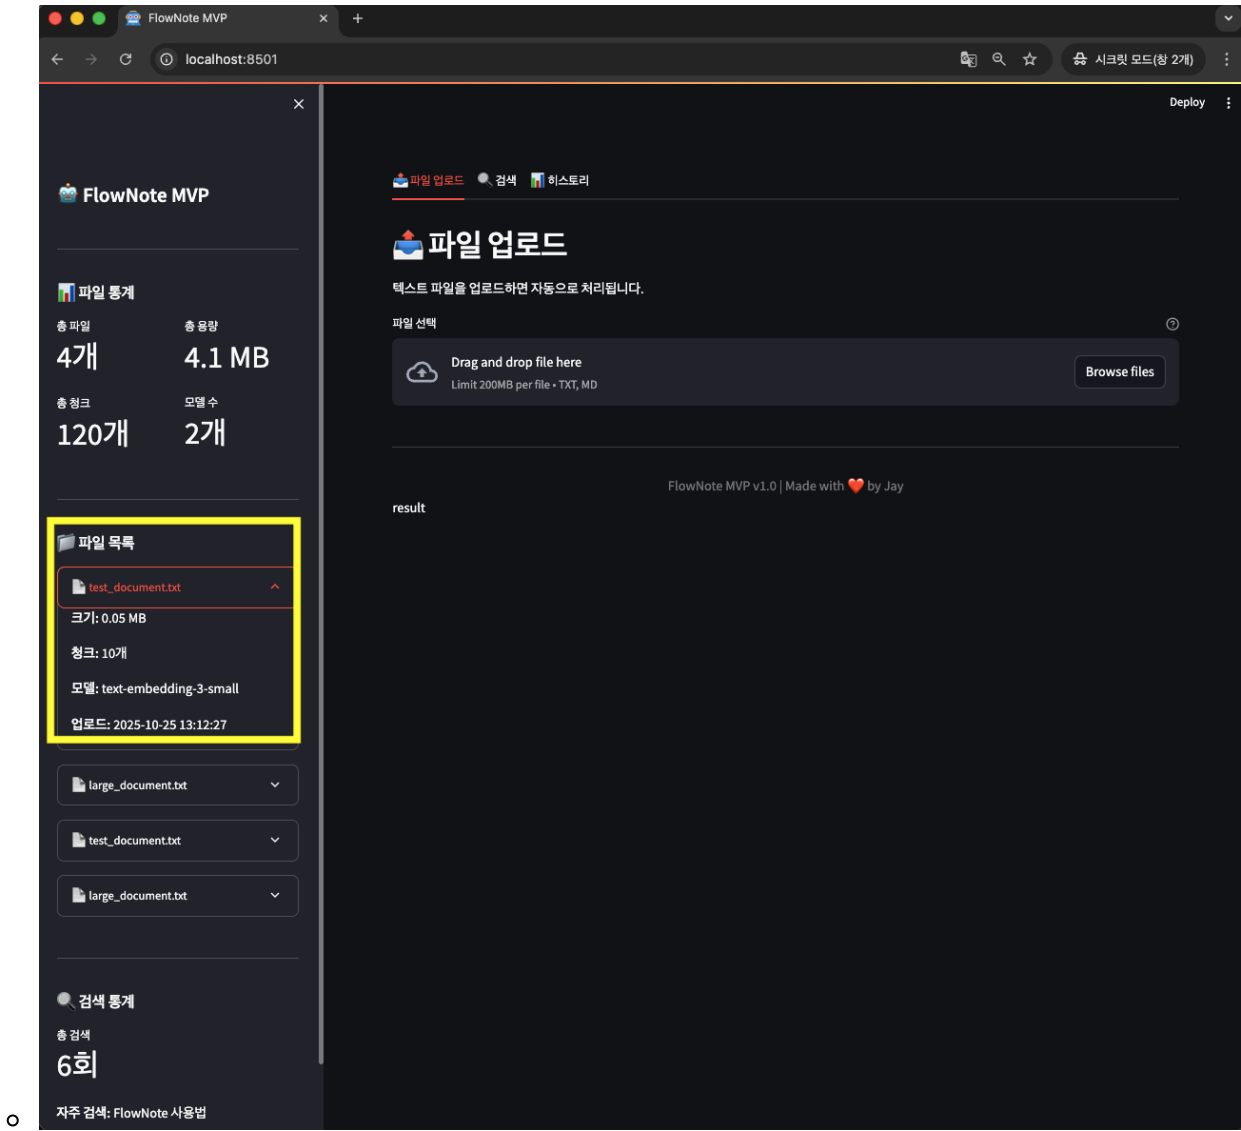 FlowNote MVP
localhost:8501
시크릿 모드(창 2개)
Deploy
FlowNote MVP
파일 통계
총 파일
4개
총 용량
4.1 MB
총 청크
120개
모델 수
2개
파일 목록
test_document.txt
크기: 0.05 MB
청크: 10개
모델: text-embedding-3-small
업로드: 2025-10-25 13:12:27
large_document.txt
test_document.txt
large_document.txt
검색 통계
총 검색
6회
자주 검색: FlowNote 사용법
파일 업로드
검색
히스토리
파일 업로드
텍스트 파일을 업로드하면 자동으로 처리됩니다.
파일 선택
Drag and drop file here
Limit 200MB per file • TXT, MD
Browse files
FlowNote MVP v1.0 | Made with ❤️ by Jay
result